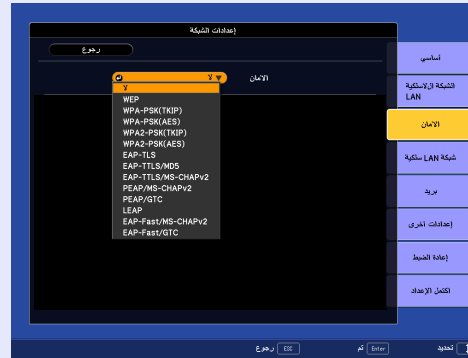 إعدادات الشبكة
رجوع
أساسي
الشبكة اللاسلكية
LAN
الأمان
شبكة LAN سلكية
بريد
إعدادات أخرى
إعادة الضبط
اكتمل الإعداد
الأمان
لا
لا
WEP
WPA-PSK(TKIP)
WPA-PSK(AES)
WPA2-PSK(TKIP)
WPA2-PSK(AES)
EAP-TLS
EAP-TTLS/MD5
EAP-TTLS/MS-CHAPv2
PEAP/MS-CHAPv2
PEAP/GTC
LEAP
EAP-Fast/MS-CHAPv2
EAP-Fast/GTC
تحديد
Enter تم
ESC رجوع